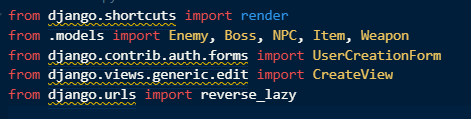 from django.shortcuts import render
from .models import Enemy, Boss, NPC, Item, Weapon
from django.contrib.auth.forms import UserCreationForm
from django.views.generic.edit import CreateView
from django.urls import reverse_lazy